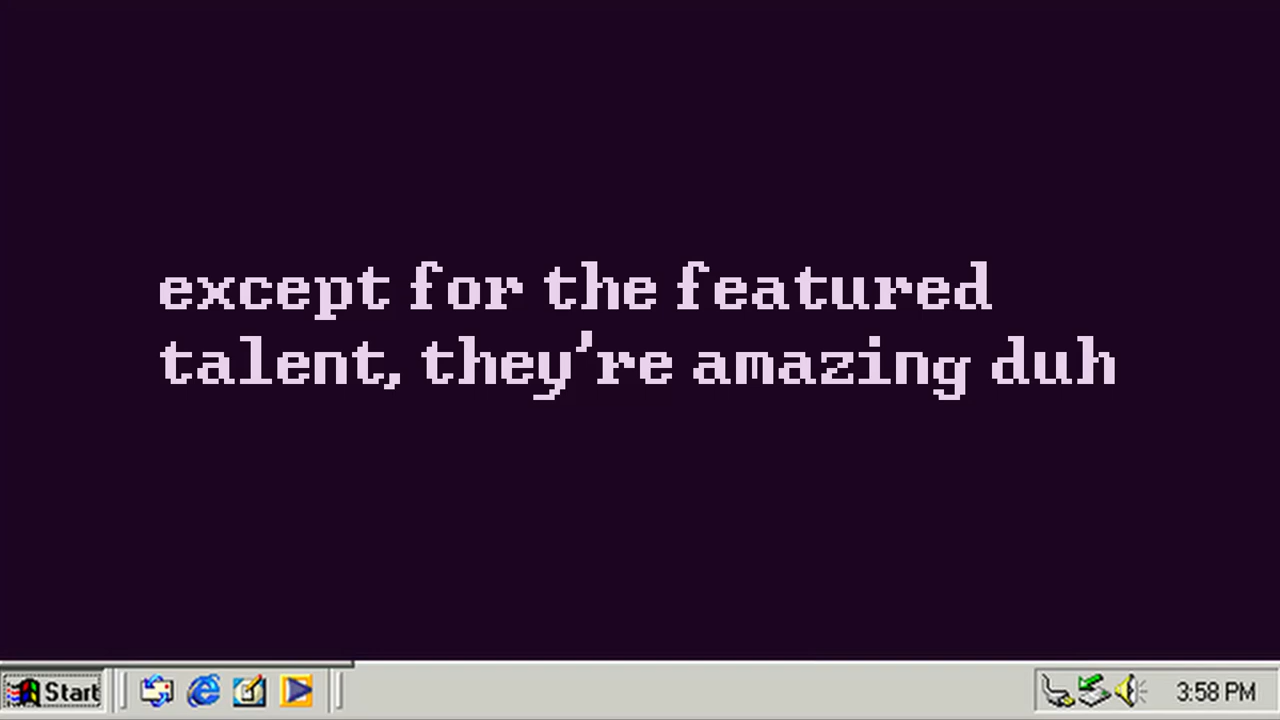 except for the featured
talent, they're amazing duh
Start
3:58 PM